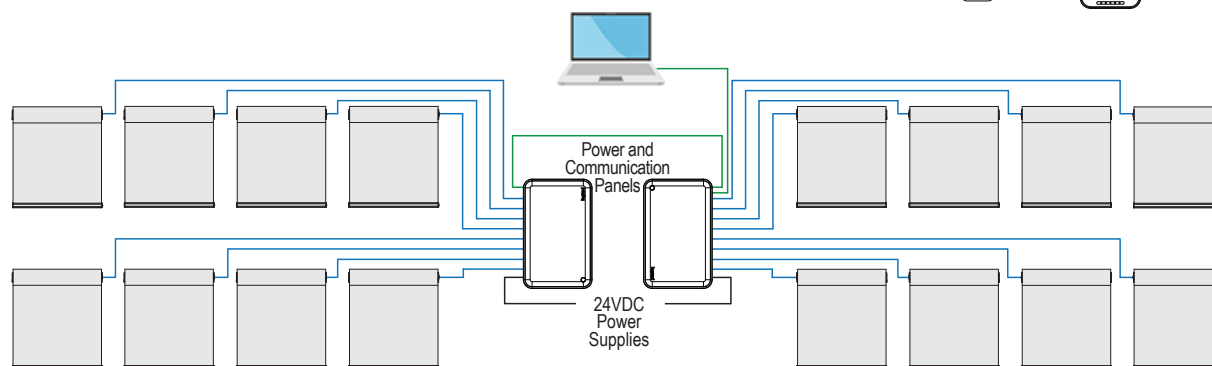 Power and
Communication
Panels
24VDC
Power
Supplies